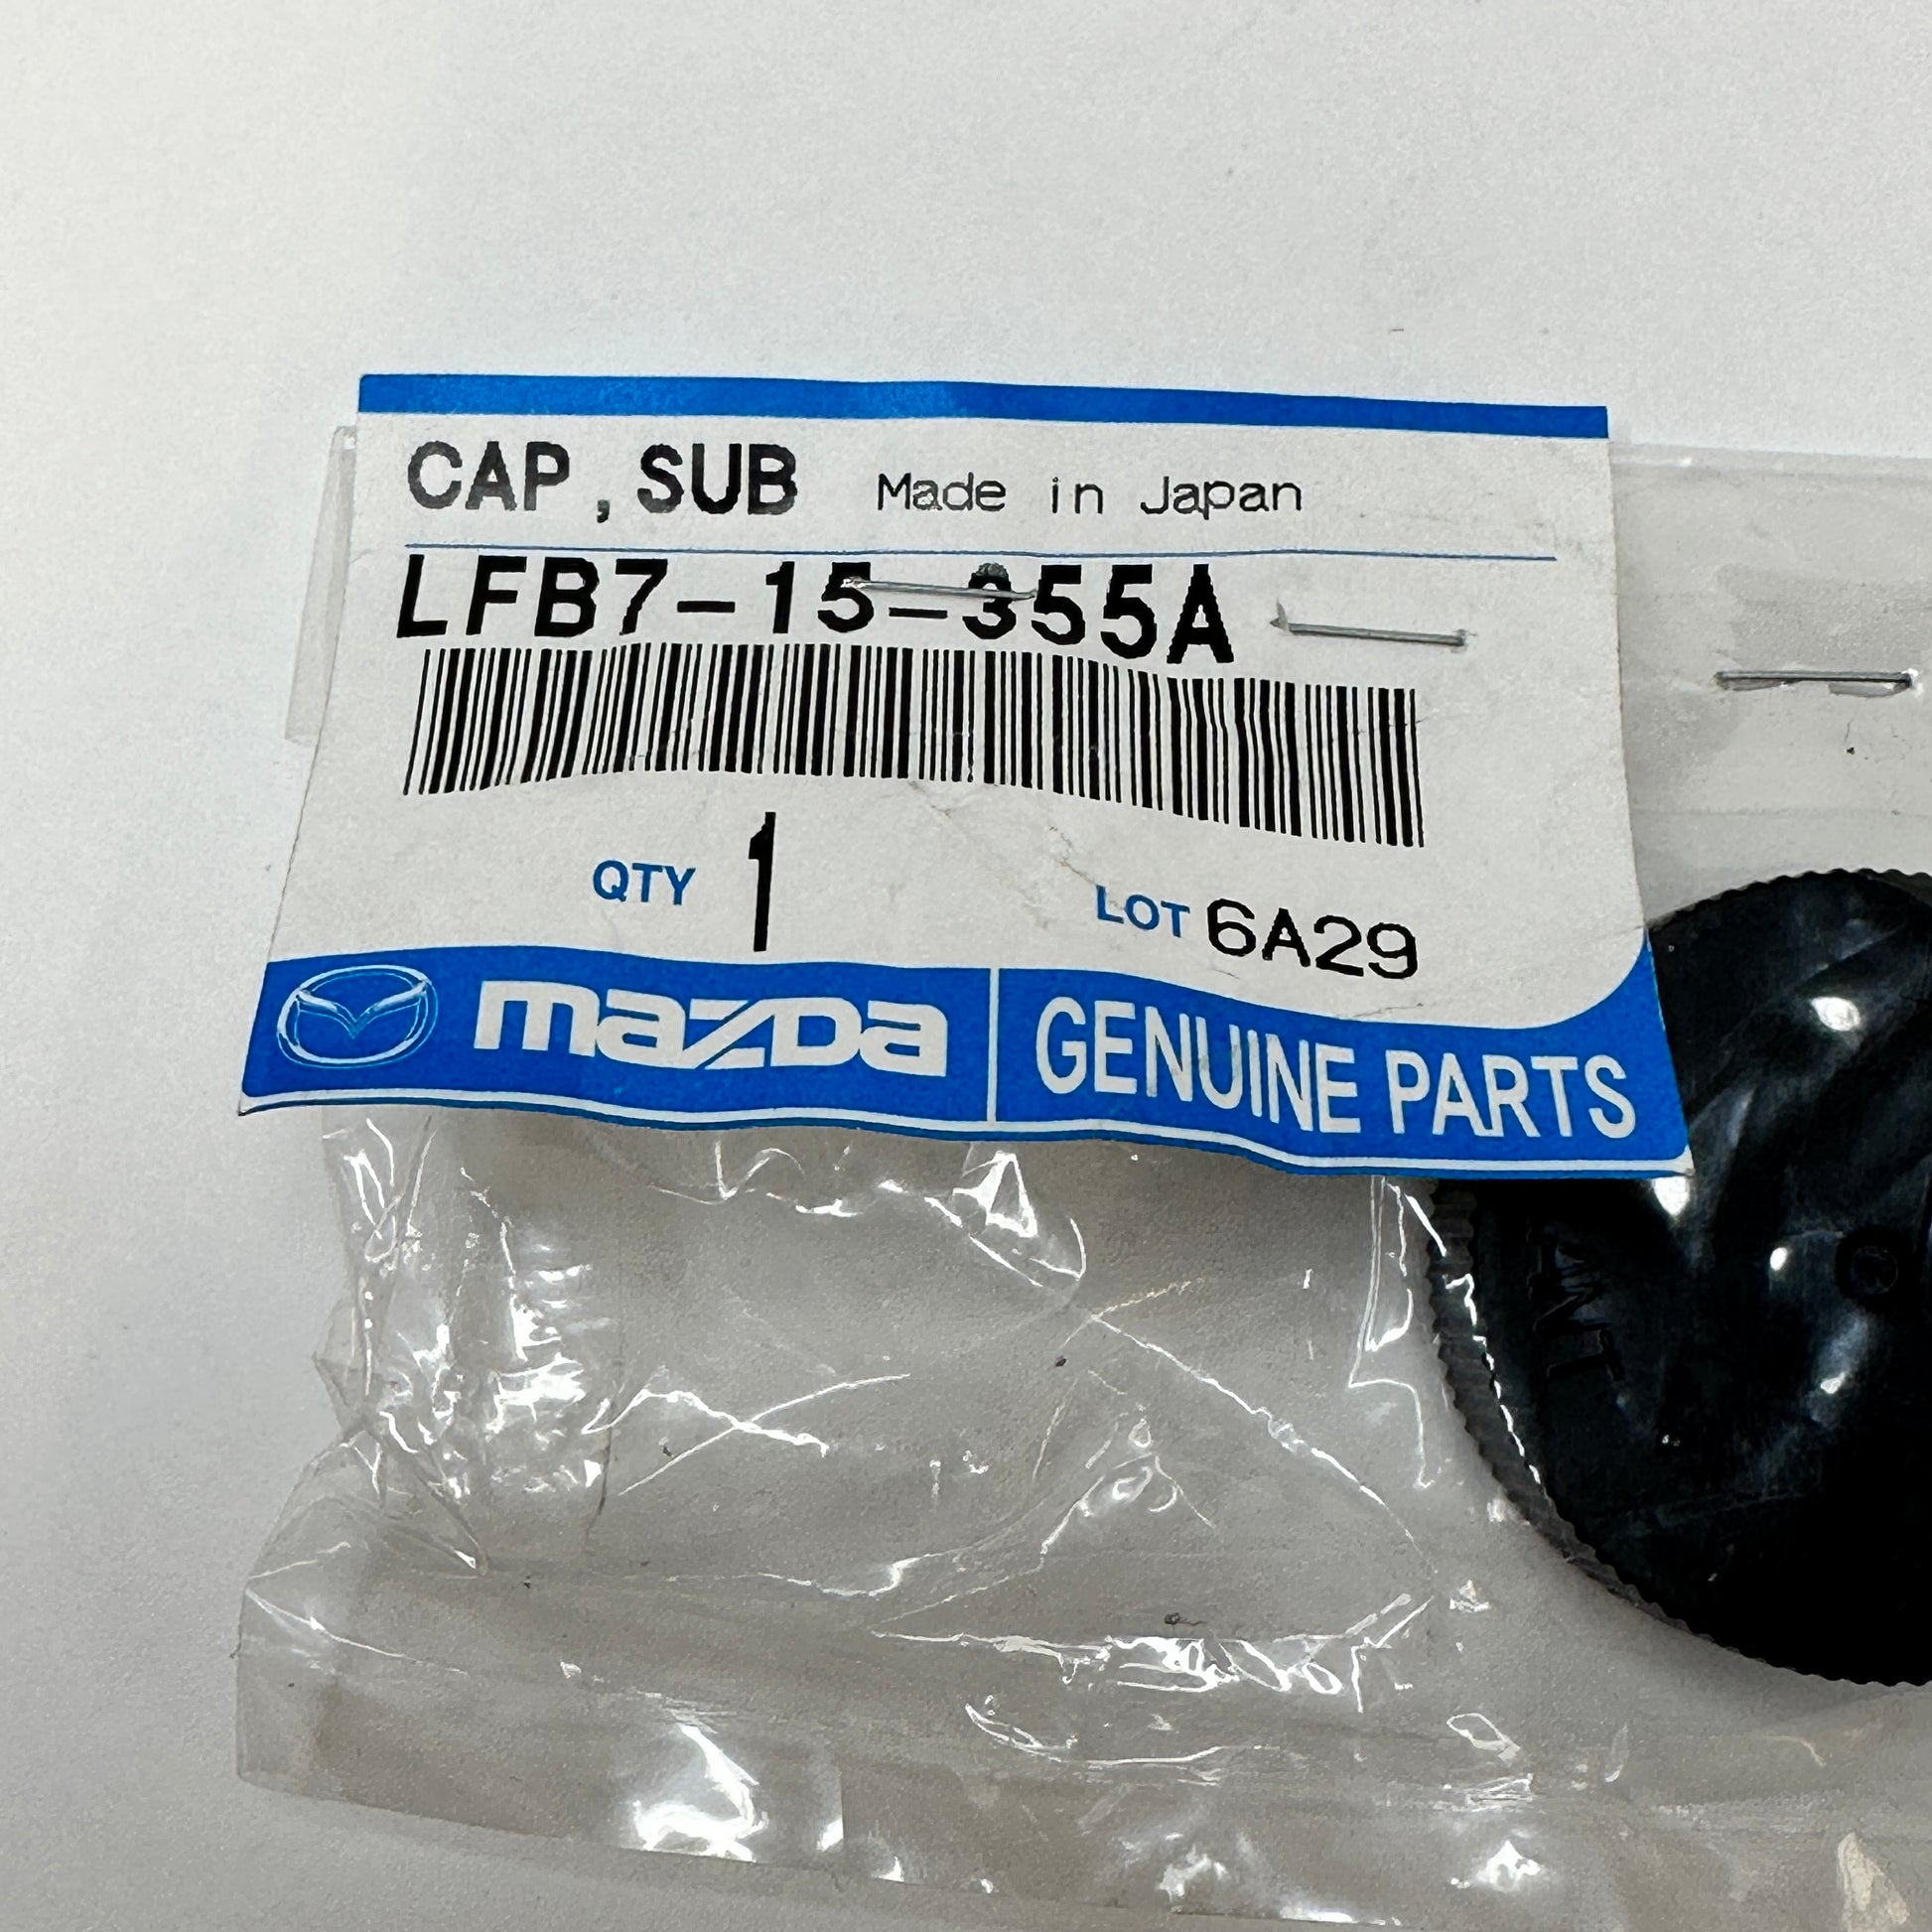 CAP,SUB Made in Japan
LFB7-15-355A
QTY 1 LOT 6A29
mazda GENUINE PARTS